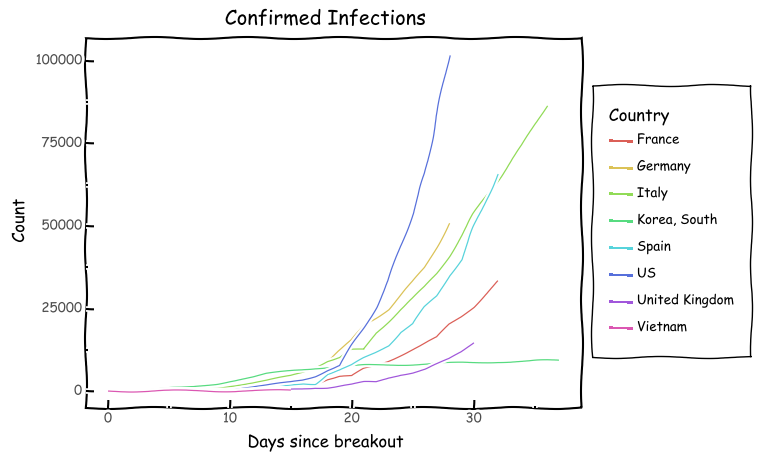 Confirmed Infections
100000
75000
50000
25000
0
Count
0 10 20 30
Days since breakout
Country
France
Germany
Italy
Korea, South
Spain
US
United Kingdom
Vietnam